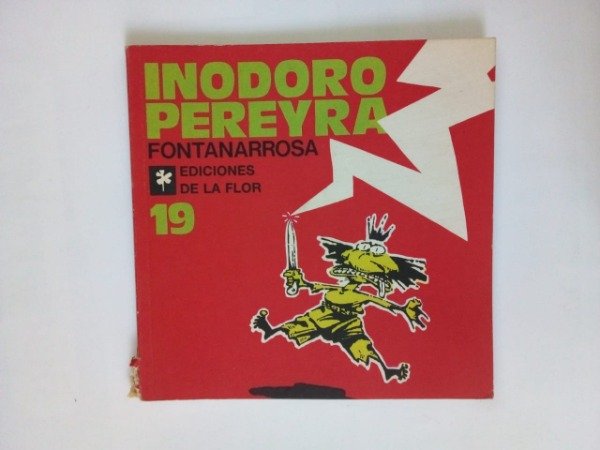 INODORO
PEREYRA
FONTANARROSA
EDICIONES
DE LA FLOR
19